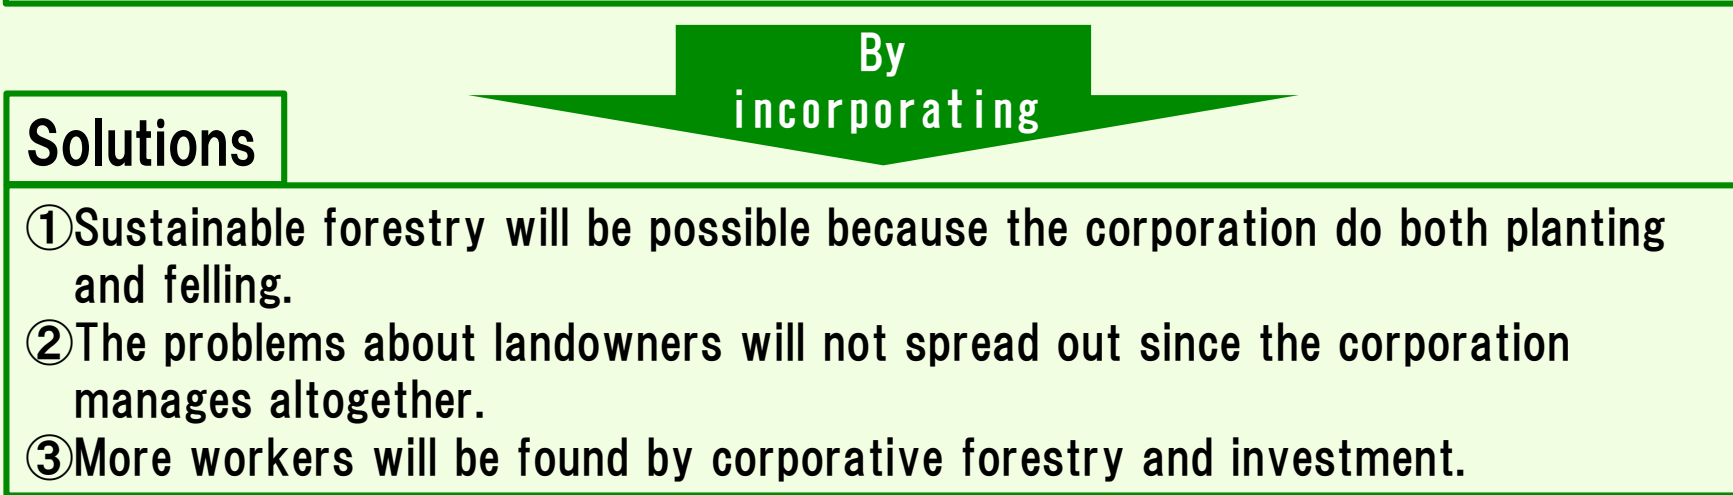 By
incorporating
Solutions
①Sustainable forestry will be possible because the corporation do both planting
and felling.
②The problems about landowners will not spread out since the corporation
manages altogether.
③More workers will be found by corporative forestry and investment.